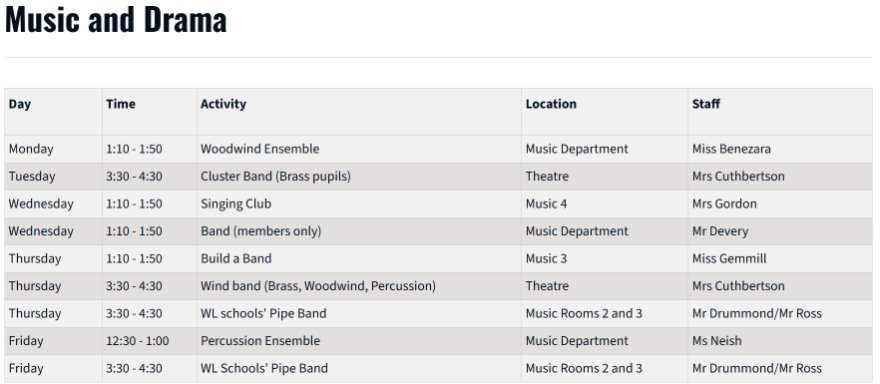 Music and Drama
Day Time Activity Location Staff
Monday 1:10 - 1:50 Woodwind Ensemble Music Department Miss Benezara
Tuesday 3:30 - 4:30 Cluster Band (Brass pupils) Theatre Mrs Cuthbertson
Wednesday 1:10 - 1:50 Singing Club Music 4 Mrs Gordon
Wednesday 1:10 - 1:50 Band (members only) Music Department Mr Devery
Thursday 1:10 - 1:50 Build a Band Music 3 Miss Gemmill
Thursday 3:30 - 4:30 Wind band (Brass, Woodwind, Percussion) Theatre Mrs Cuthbertson
Thursday 3:30 - 4:30 WL schools' Pipe Band Music Rooms 2 and 3 Mr Drummond/Mr Ross
Friday 12:30 - 1:00 Percussion Ensemble Music Department Ms Neish
Friday 3:30 - 4:30 WL Schools' Pipe Band Music Rooms 2 and 3 Mr Drummond/Mr Ross